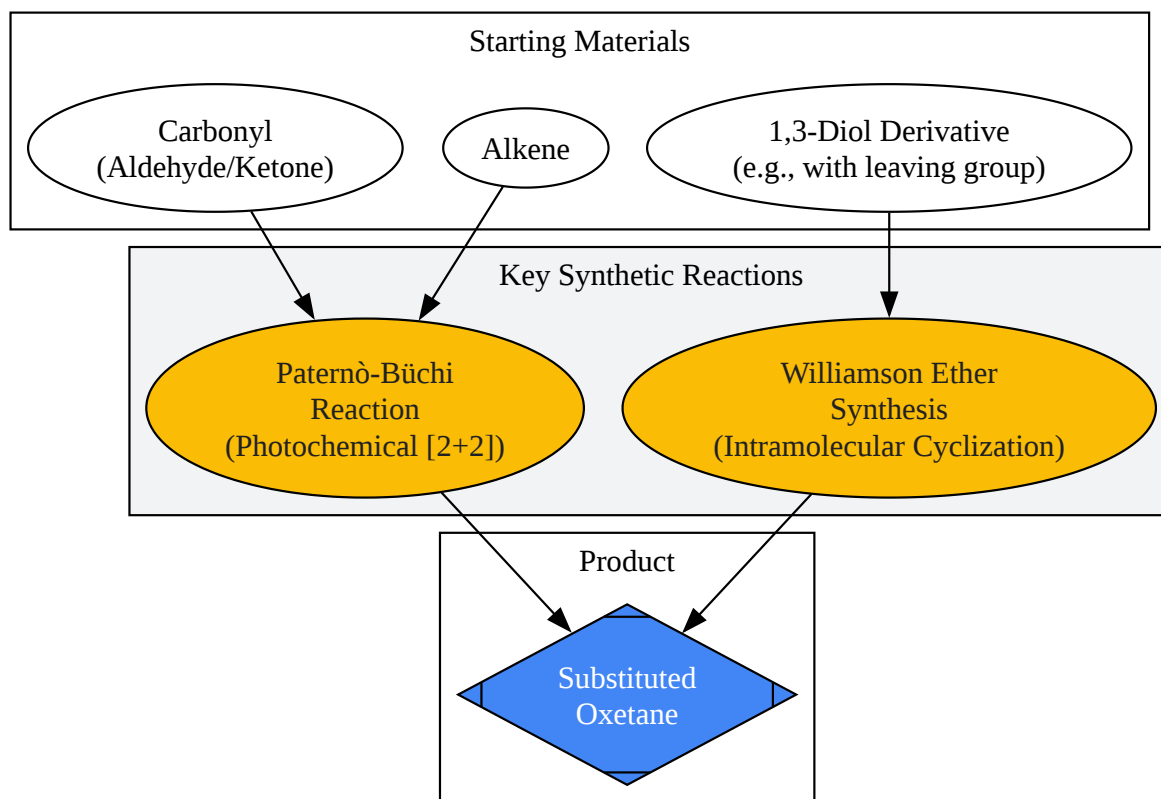 Starting Materials
Carbonyl
(Aldehyde/Ketone)
Alkene
1,3-Diol Derivative
(e.g., with leaving group)
Key Synthetic Reactions
Paternò-Büchi
Reaction
(Photochemical [2+2])
Williamson Ether
Synthesis
(Intramolecular Cyclization)
Product
Substituted
Oxetane